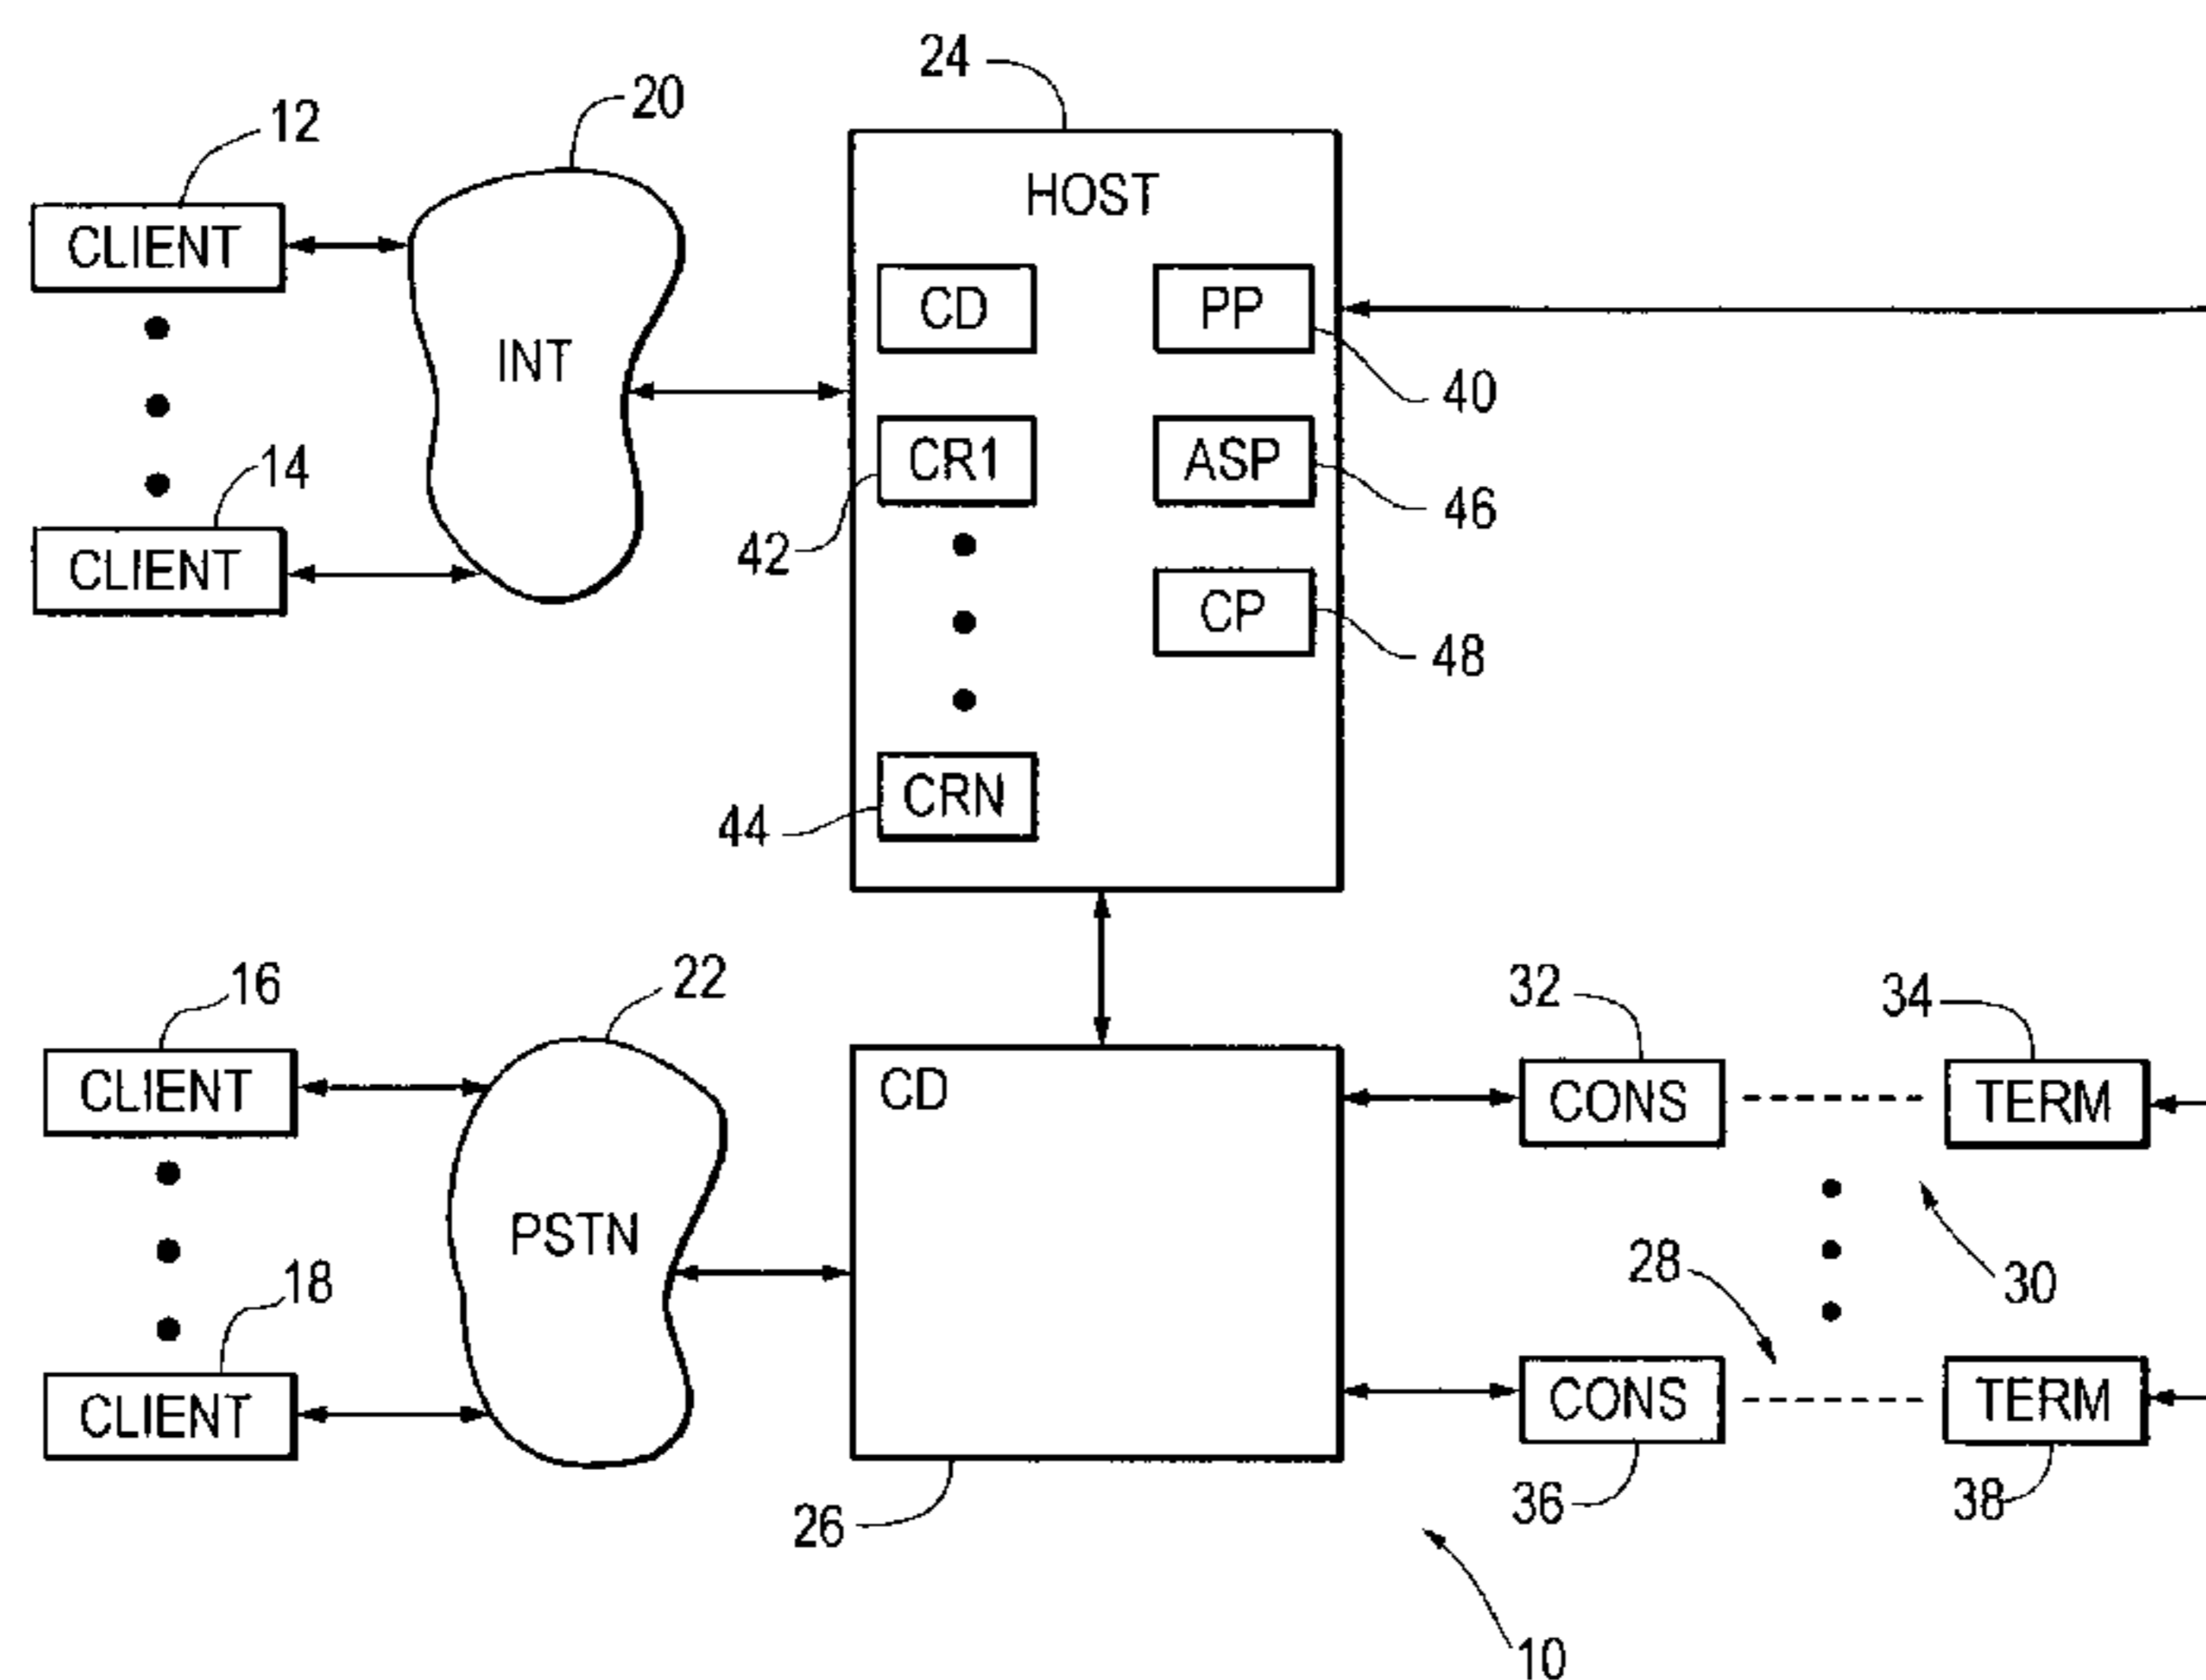 24
20
12
HOST
CLIENT
CD
PP
INT
40
CR1
ASP
14
46
42
CLIENT
CP
48
CRN
44
16
22
32
34
CLIENT
CD
CONS
TERM
PSTN
28
30
18
CLIENT
CONS
TERM
26
36
38
10